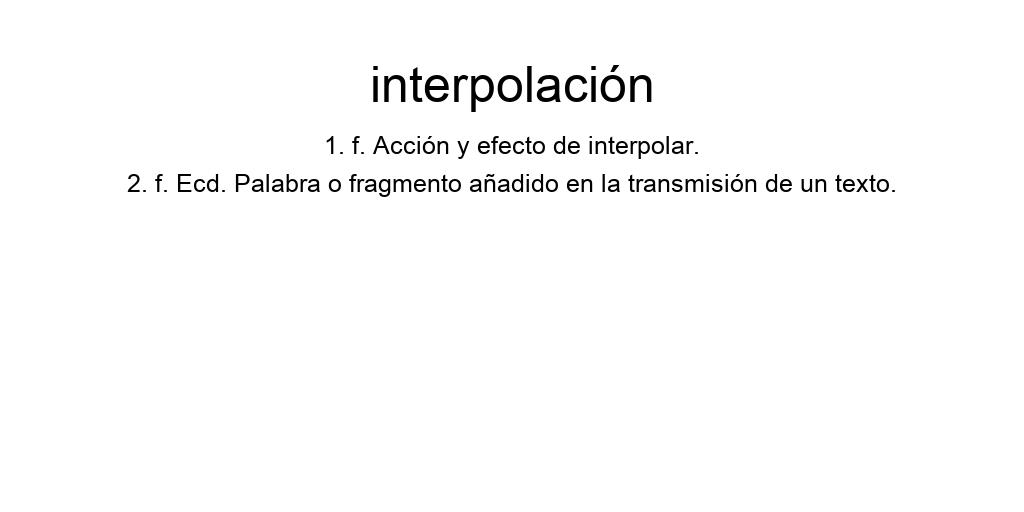 interpolación
1. f. Acción y efecto de interpolar.
2. f. Ecd. Palabra o fragmento añadido en la transmisión de un texto.